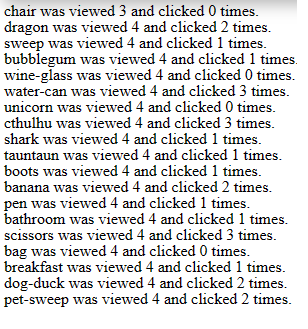 chair was viewed 3 and clicked 0 times.
dragon was viewed 4 and clicked 2 times.
sweep was viewed 4 and clicked 1 times.
bubblegum was viewed 4 and clicked 1 times.
wine-glass was viewed 4 and clicked 0 times.
water-can was viewed 4 and clicked 3 times.
unicorn was viewed 4 and clicked 0 times.
cthulhu was viewed 4 and clicked 3 times.
shark was viewed 4 and clicked 1 times.
tauntaun was viewed 4 and clicked 1 times.
boots was viewed 4 and clicked 1 times.
banana was viewed 4 and clicked 2 times.
pen was viewed 4 and clicked 1 times.
bathroom was viewed 4 and clicked 1 times.
scissors was viewed 4 and clicked 3 times.
bag was viewed 4 and clicked 0 times.
breakfast was viewed 4 and clicked 1 times.
dog-duck was viewed 4 and clicked 2 times.
pet-sweep was viewed 4 and clicked 2 times.